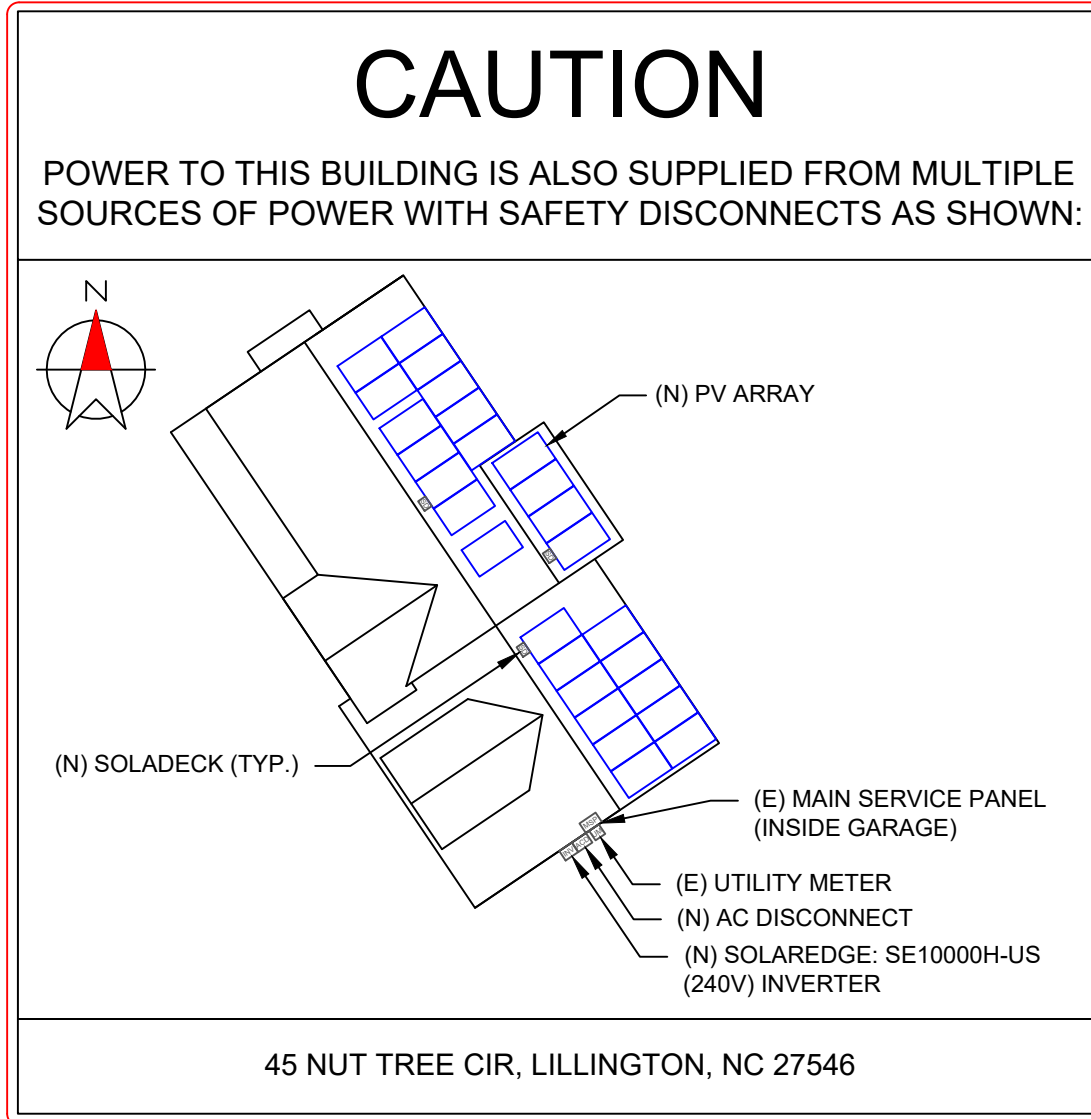 CAUTION
POWER TO THIS BUILDING IS ALSO SUPPLIED FROM MULTIPLE
SOURCES OF POWER WITH SAFETY DISCONNECTS AS SHOWN:
N
(N) PV ARRAY
(N) SOLADECK (TYP.)
(E) MAIN SERVICE PANEL
(INSIDE GARAGE)
MSP
UM
ACD
INV
(E) UTILITY METER
(N) AC DISCONNECT
(N) SOLAREDGE: SE10000H-US
(240V) INVERTER
45 NUT TREE CIR, LILLINGTON, NC 27546